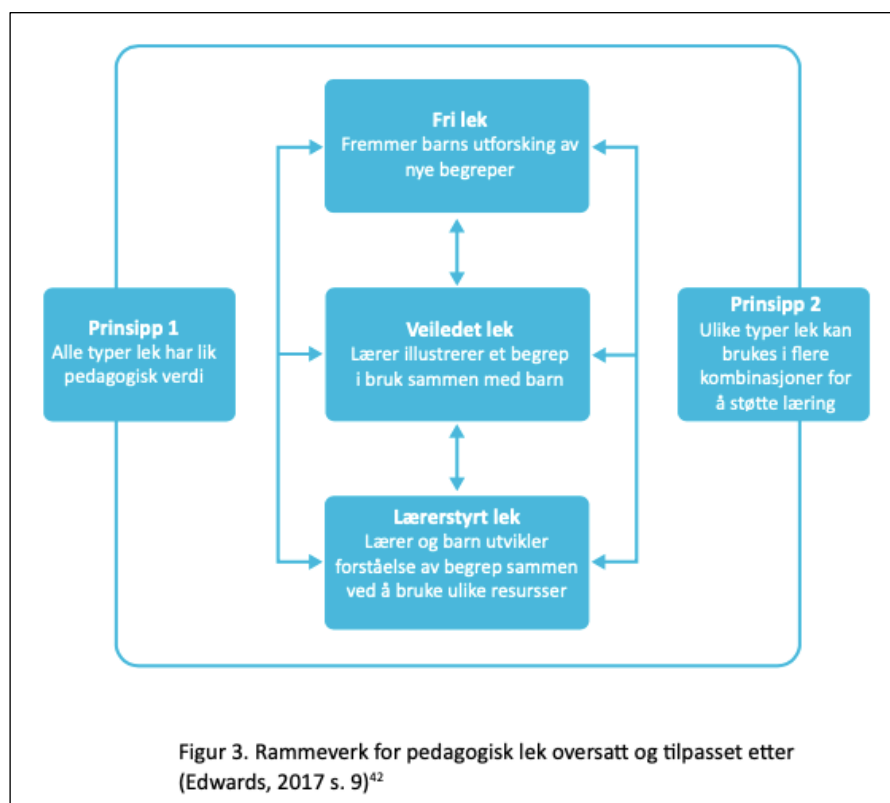 Fri lek
Fremmer barns utforsking av
nye begreper
Prinsipp 1
Alle typer lek har lik
pedagogisk verdi
Veiledet lek
Lærer illustrerer et begrep
i bruk sammen med barn
Prinsipp 2
Ulike typer lek kan
brukes i flere
kombinasjoner for
å støtte læring
Lærerstyrt lek
Lærer og barn utvikler
forståelse av begrep sammen
ved å bruke ulike resursser
Figur 3. Rammeverk for pedagogisk lek oversatt og tilpasset etter
(Edwards, 2017 s. 9)⁴²